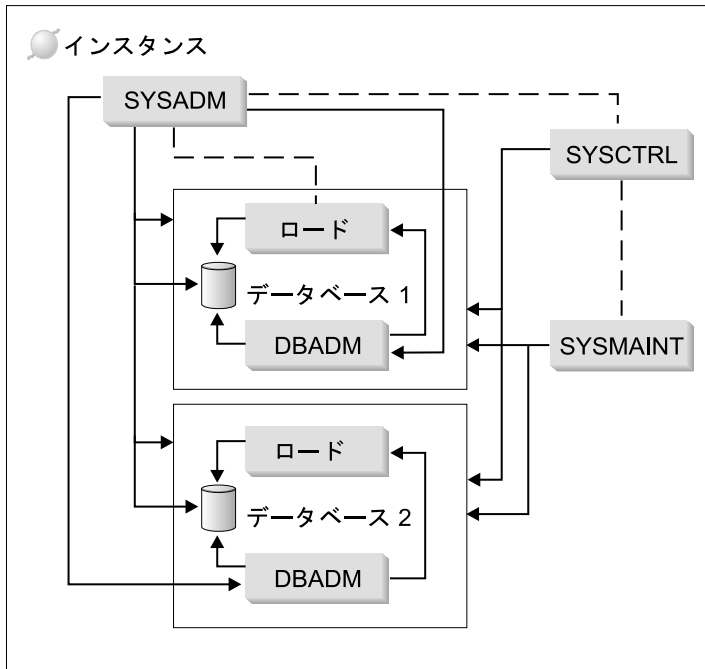 インスタンス
SYSADM
SYSCTRL
ロード
データベース 1
DBADM
SYSMAINT
ロード
データベース 2
DBADM